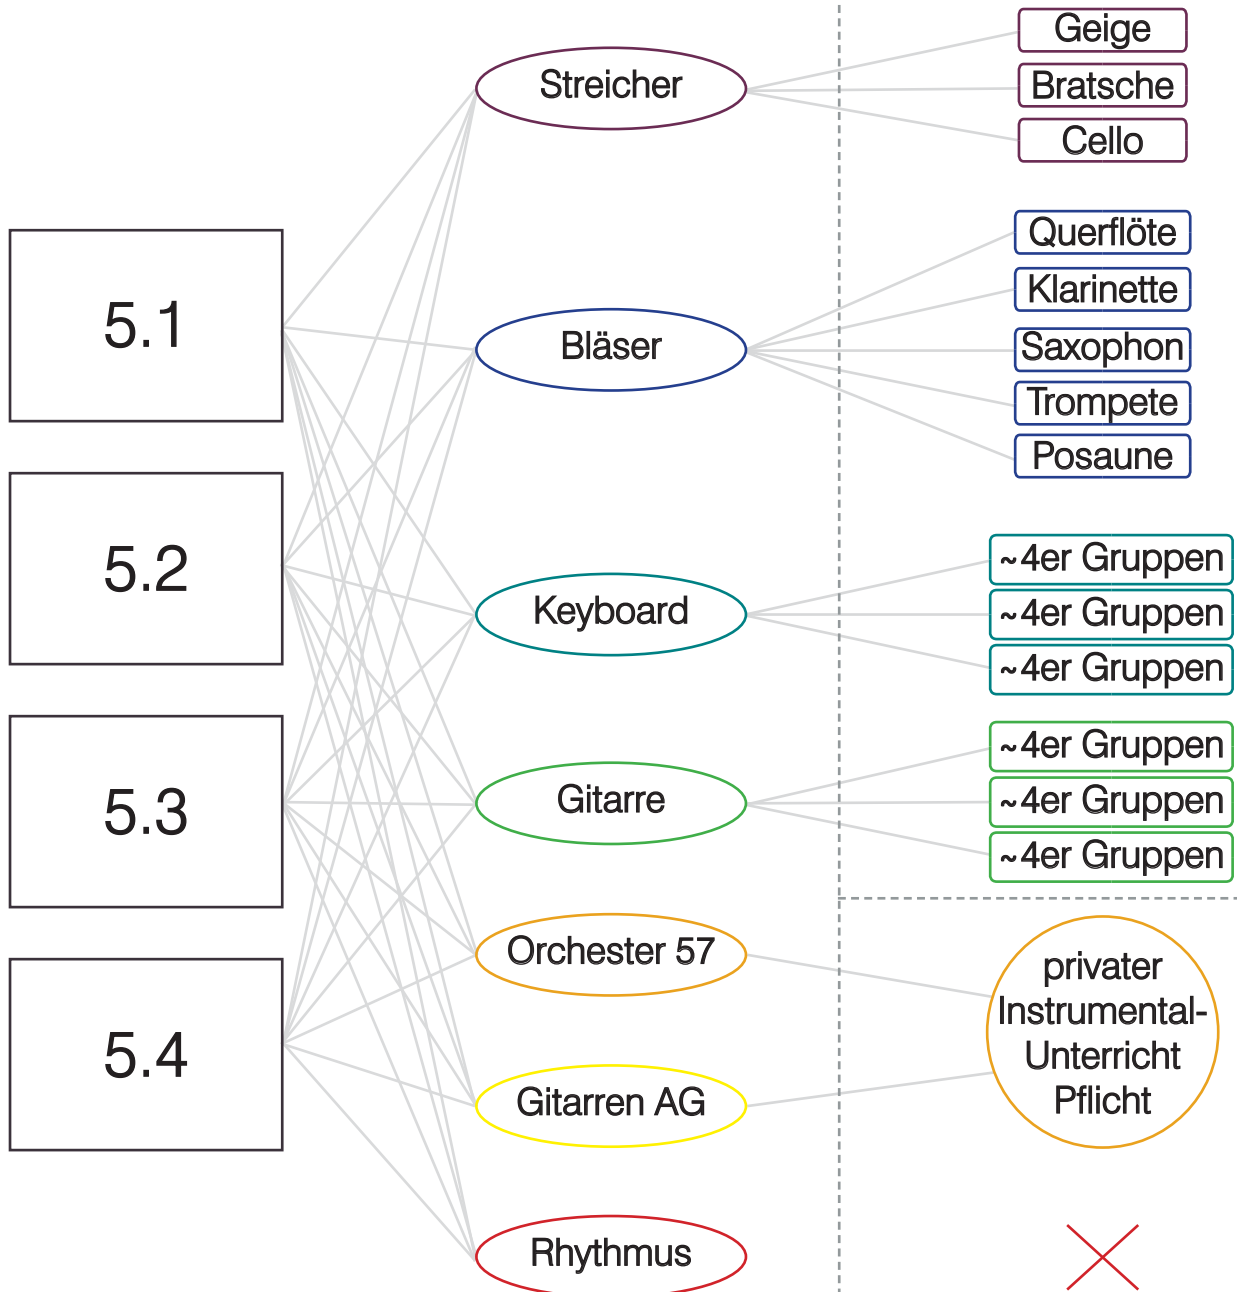 5.1
5.2
5.3
5.4
Streicher
Bläser
Keyboard
Gitarre
Orchester 57
Gitarren AG
Rhythmus
Geige
Bratsche
Cello
Querflöte
Klarinette
Saxophon
Trompete
Posaune
~4er Gruppen
~4er Gruppen
~4er Gruppen
~4er Gruppen
~4er Gruppen
~4er Gruppen
privater
Instrumental-
Unterricht
Pflicht